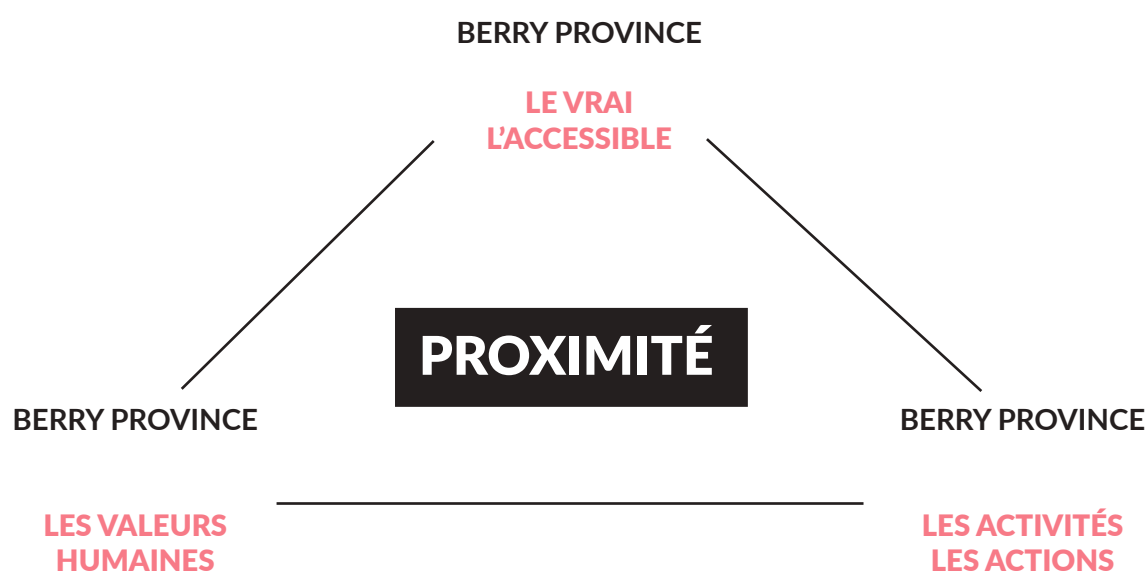 BERRY PROVINCE
LE VRAI
L’ACCESSIBLE
PROXIMITÉ
BERRY PROVINCE
LES VALEURS
HUMAINES
BERRY PROVINCE
LES ACTIVITÉS
LES ACTIONS